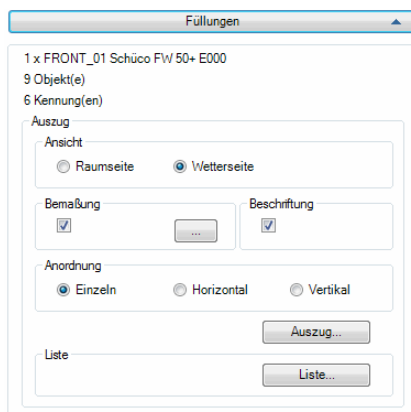 Füllungen
1 x FRONT_01 Schüco FW 50+ E000
9 Objekt(e)
6 Kennung(en)
Auszug
Ansicht
Raumseite Wetterseite
Bemaßung Beschriftung
...
Anordnung
Einzeln Horizontal Vertikal
Auszug...
Liste
Liste...